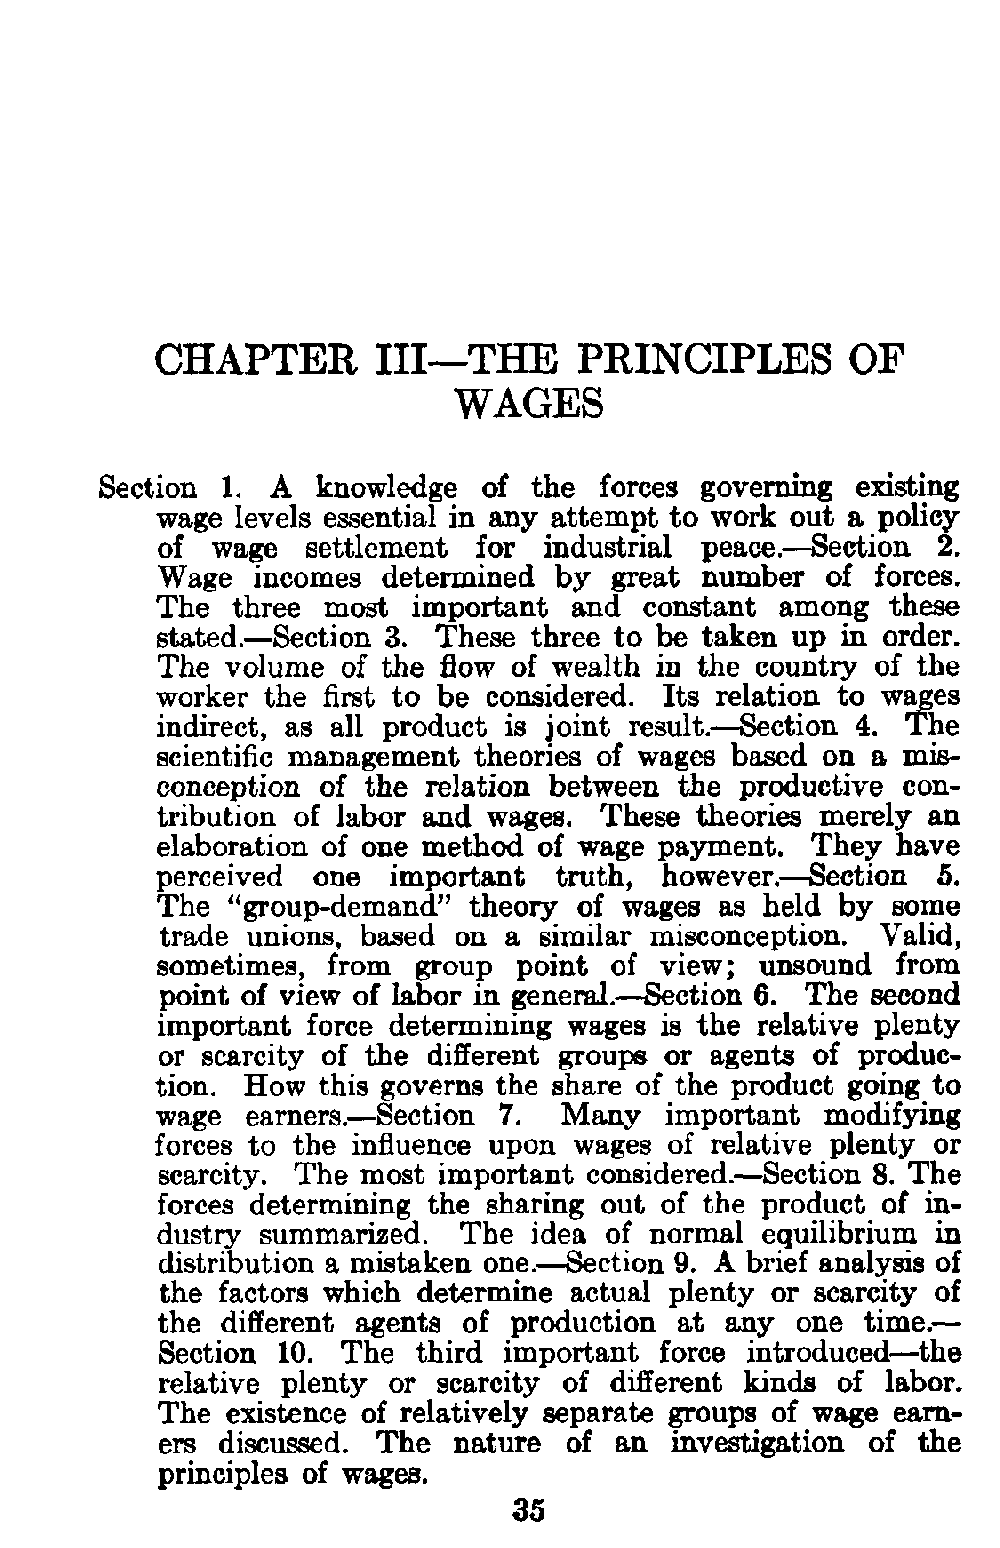 CHAPTER III—THE PRINCIPLES OF
WAGES
Section 1. A knowledge of the forces governing existing
wage levels essential in any attempt to work out a policy
of wage settlement for industrial peace.—Section 2.
Wage incomes determined by great number of forces.
The three most important and constant among these
stated.—Section 3. These three to be taken up in order.
The volume of the flow of wealth in the country of the
worker the first to be considered. Its relation to wages
indirect, as all product is joint result.—Section 4. The
scientific management theories of wages based on a mis-
conception of the relation between the productive con-
tribution of labor and wages. These theories merely an
elaboration of one method of wage payment. They have
perceived one important truth, however.—Section 5.
The “group-demand” theory of wages as held by some
trade unions, based on a similar misconception. Valid,
sometimes, from group point of view; unsound from
point of view of labor in general.—Section 6. The second
important force determining wages is the relative plenty
or scarcity of the different groups or agents of produc-
tion. How this governs the share of the product going to
wage earners.—Section 7. Many important modifying
forces to the influence upon wages of relative plenty or
scarcity. The most important considered.—Section 8. The
forces determining the sharing out of the product of in-
dustry summarized. The idea of normal equilibrium in
distribution a mistaken one.—Section 9. A brief analysis of
the factors which determine actual plenty or scarcity of
the different agents of production at any one time.—
Section 10. The third important force introduced—the
relative plenty or scarcity of different kinds of labor.
The existence of relatively separate groups of wage earn-
ers discussed. The nature of an investigation of the
principles of wages.
35